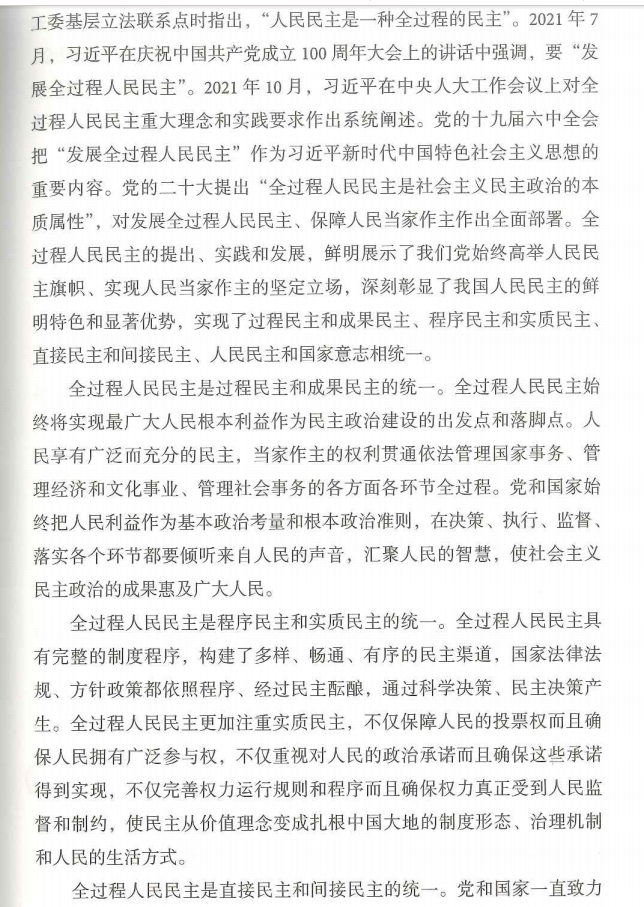 工委基层立法联系点时指出，“人民民主是一种全过程的民主”。2021 年 7
月，习近平在庆祝中国共产党成立 100 周年大会上的讲话中强调，要“发
展全过程人民民主”。2021 年 10 月，习近平在中央人大工作会议上对全
过程人民民主重大理念和实践要求作出系统阐述。党的十九届六中全会
把“发展全过程人民民主”作为习近平新时代中国特色社会主义思想的
重要内容。党的二十大提出“全过程人民民主是社会主义民主政治的本
质属性”，对发展全过程人民民主、保障人民当家作主作出全面部署。全
过程人民民主的提出、实践和发展，鲜明展示了我们党始终高举人民民
主旗帜、实现人民当家作主的坚定立场，深刻彰显了我国人民民主的鲜
明特色和显著优势，实现了过程民主和成果民主、程序民主和实质民主、
直接民主和间接民主、人民民主和国家意志相统一。
全过程人民民主是过程民主和成果民主的统一。全过程人民民主始
终将实现最广大人民根本利益作为民主政治建设的出发点和落脚点。人
民享有广泛而充分的民主，当家作主的权利贯通依法管理国家事务、管
理经济和文化事业、管理社会事务的各方面各环节全过程。党和国家始
终把人民利益作为基本政治考量和根本政治准则，在决策、执行、监督、
落实各个环节都要倾听来自人民的声音，汇聚人民的智慧，使社会主义
民主政治的成果惠及广大人民。
全过程人民民主是程序民主和实质民主的统一。全过程人民民主具
有完整的制度程序，构建了多样、畅通、有序的民主渠道，国家法律法
规、方针政策都依照程序、经过民主酝酿，通过科学决策、民主决策产
生。全过程人民民主更加注重实质民主，不仅保障人民的投票权而且确
保人民拥有广泛参与权，不仅重视对人民的政治承诺而且确保这些承诺
得到实现，不仅完善权力运行规则和程序而且确保权力真正受到人民监
督和制约，使民主从价值理念变成扎根中国大地的制度形态、治理机制
和人民的生活方式。
全过程人民民主是直接民主和间接民主的统一。党和国家一直致力